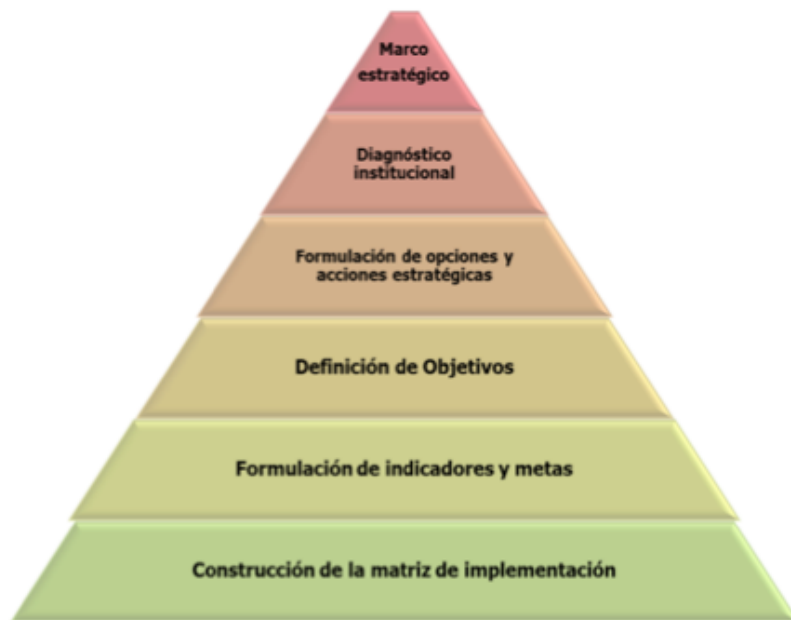 Marco
estratégico
Diagnóstico
institucional
Formulación de opciones y
acciones estratégicas
Definición de Objetivos
Formulación de indicadores y metas
Construcción de la matriz de implementación